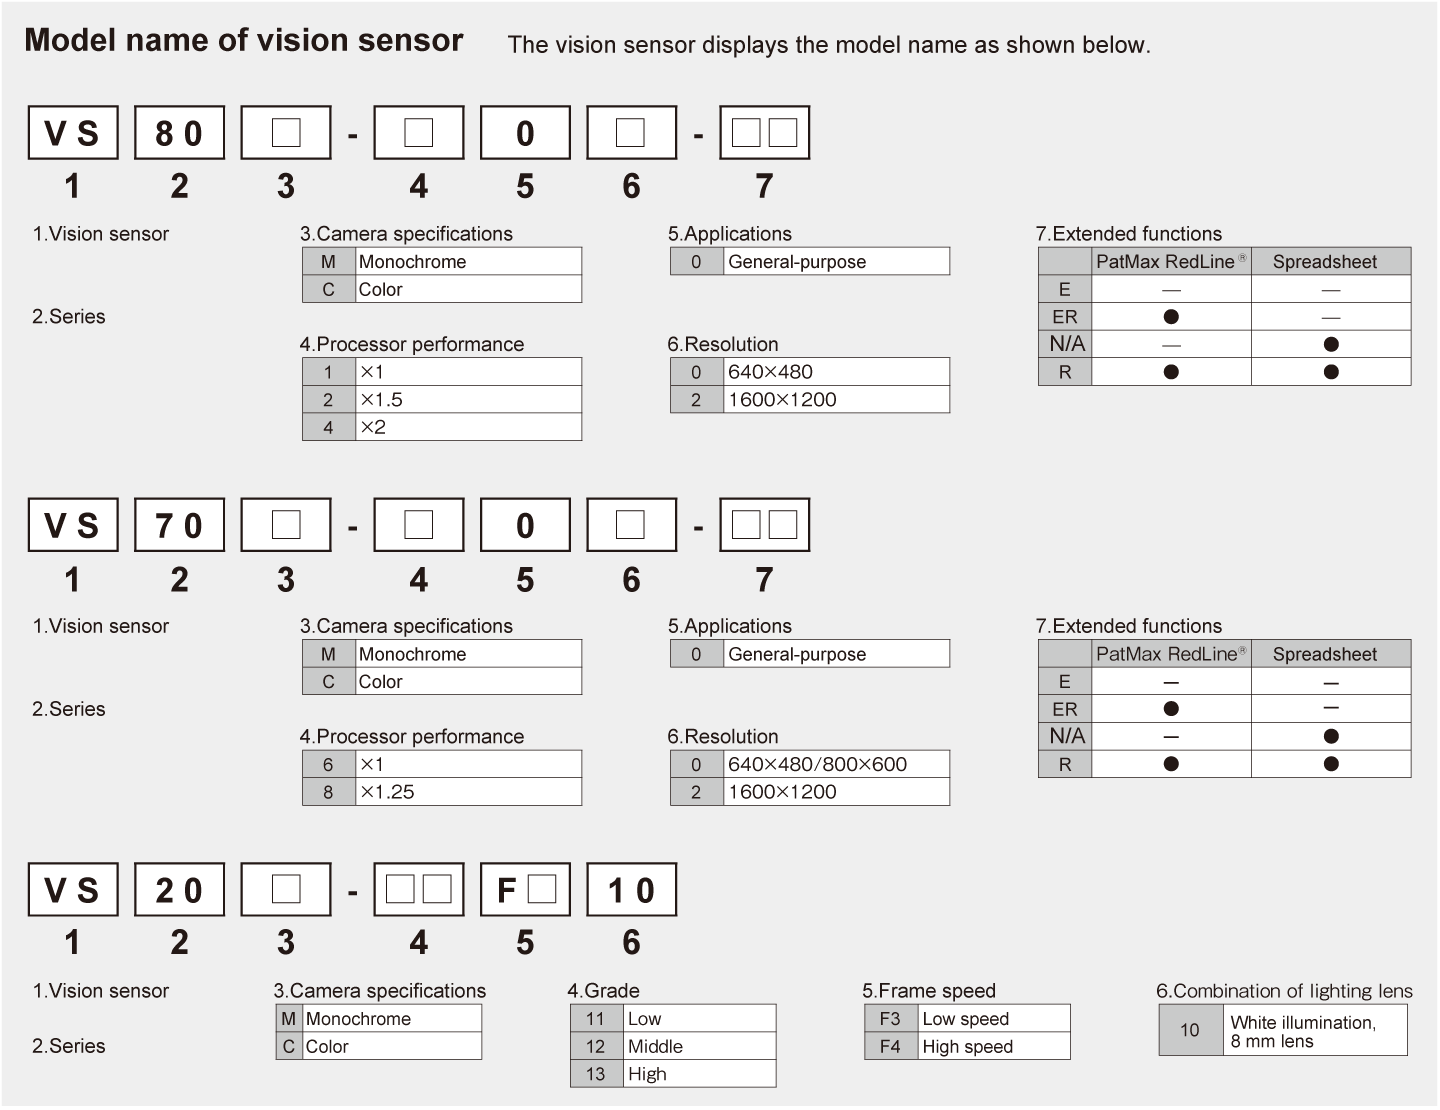 Model name of vision sensor The vision sensor displays the model name as shown below.
V S 8 0 □ - □ 0 □ - □□
1 2 3 4 5 6 7
1.Vision sensor
2.Series
3.Camera specifications
M Monochrome
C Color
4.Processor performance
1 ×1
2 ×1.5
4 ×2
5.Applications
0 General-purpose
6.Resolution
0 640×480
2 1600×1200
7.Extended functions
PatMax RedLine® Spreadsheet
E — —
ER ● —
N/A — ●
R ● ●
V S 7 0 □ - □ 0 □ - □□
1 2 3 4 5 6 7
1.Vision sensor
2.Series
3.Camera specifications
M Monochrome
C Color
4.Processor performance
6 ×1
8 ×1.25
5.Applications
0 General-purpose
6.Resolution
0 640×480/800×600
2 1600×1200
7.Extended functions
PatMax RedLine® Spreadsheet
E – –
ER ● –
N/A – ●
R ● ●
V S 2 0 □ - □□ F□ 1 0
1 2 3 4 5 6
1.Vision sensor
2.Series
3.Camera specifications
M Monochrome
C Color
4.Grade
11 Low
12 Middle
13 High
5.Frame speed
F3 Low speed
F4 High speed
6.Combination of lighting lens
10 White illumination,
8 mm lens